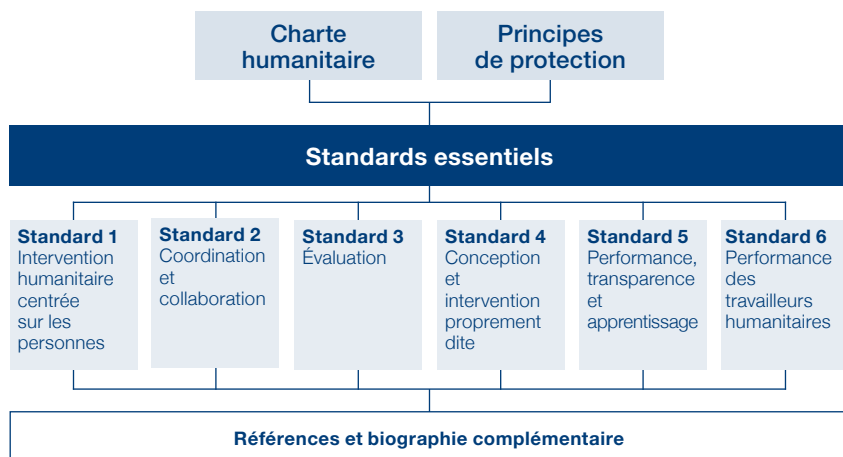 Charte
humanitaire
Principes
de protection
Standards essentiels
Standard 1
Intervention
humanitaire
centrée
sur les
personnes
Standard 2
Coordination
et
collaboration
Standard 3
Évaluation
Standard 4
Conception
et
intervention
proprement
dite
Standard 5
Performance,
transparence
et
apprentissage
Standard 6
Performance
des
travailleurs
humanitaires
Références et biographie complémentaire